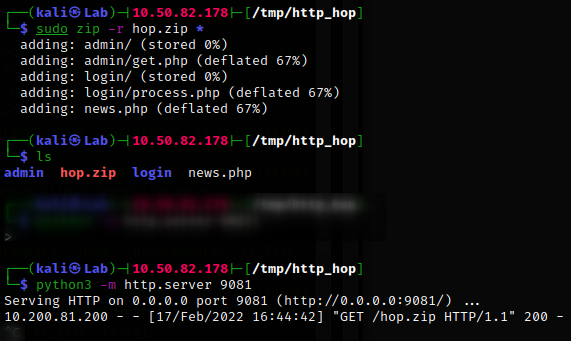 ┌──(kali㉿Lab)-┤10.50.82.178├-[/tmp/http_hop]
└─$ sudo zip -r hop.zip *
  adding: admin/ (stored 0%)
  adding: admin/get.php (deflated 67%)
  adding: login/ (stored 0%)
  adding: login/process.php (deflated 67%)
  adding: news.php (deflated 67%)
┌──(kali㉿Lab)-┤10.50.82.178├-[/tmp/http_hop]
└─$ ls
admin  hop.zip  login  news.php
>
┌──(kali㉿Lab)-┤10.50.82.178├-[/tmp/http_hop]
└─$ python3 -m http.server 9081
Serving HTTP on 0.0.0.0 port 9081 (http://0.0.0.0:9081/) ...
10.200.81.200 - - [17/Feb/2022 16:44:42] "GET /hop.zip HTTP/1.1" 200 -